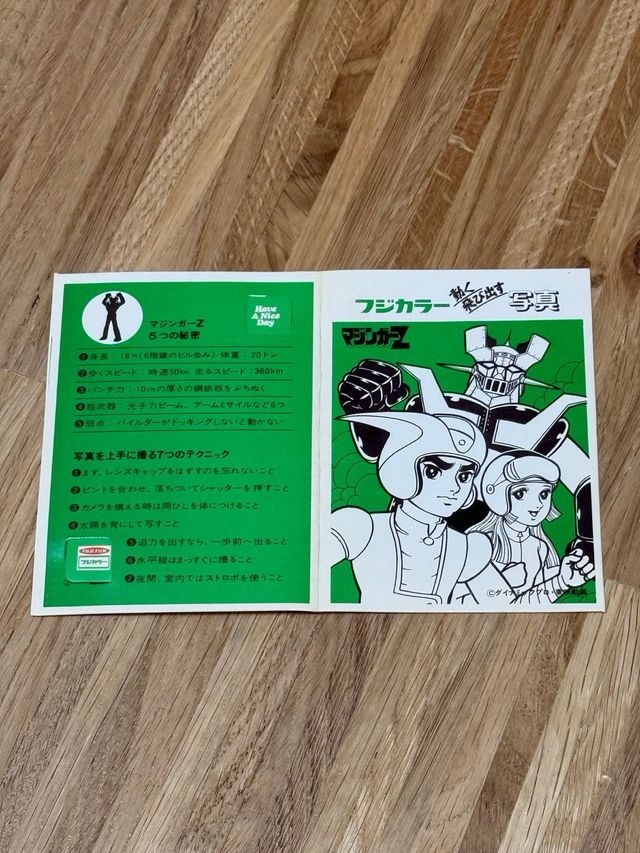 マジンガーZ
5つの秘密
Have
A Nice
Day
❶身長：18m(6階建のビル並み) 体重：20トン
❷歩くスピード：時速50km 走るスピード：360km
❸パンチ力：10cmの厚さの鋼鉄板をぶちぬく
❹超武器：光子力ビーム、アームミサイルなど6つ
❺弱点：パイルダーがドッキングしないと動かない
写真を上手に撮る7つのテクニック
❶まず、レンズキャップをはずすのを忘れないこと
❷ピントを合わせ、落ちついてシャッターを押すこと
❸カメラを構える時は両ひじを体につけること
❹太陽を背にして写すこと
❺迫力を出すなら、一歩前へ出ること
❻水平線はまっすぐに撮ること
❼夜間、室内ではストロボを使うこと
FUJI FILM
フジカラー
フジカラー 動く 飛び出す 写真
マジンガーZ
©ダイナミックプロ・東映動画